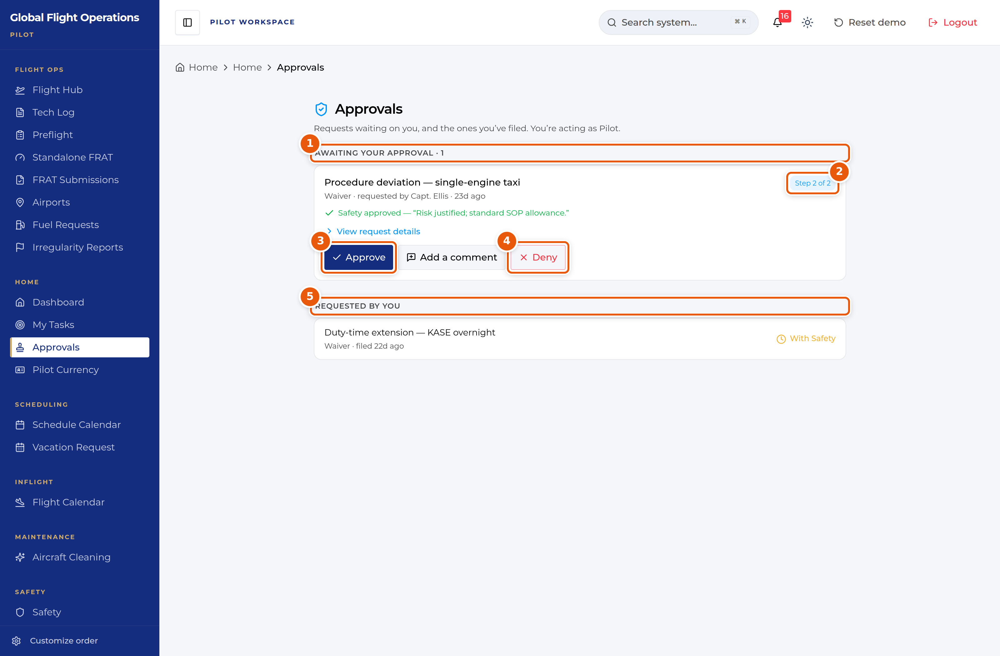 Global Flight Operations
PILOT
PILOT WORKSPACE
Search system...
⌘ K
16
Reset demo
Logout
FLIGHT OPS
Flight Hub
Tech Log
Preflight
Standalone FRAT
FRAT Submissions
Airports
Fuel Requests
Irregularity Reports
HOME
Dashboard
My Tasks
Approvals
Pilot Currency
SCHEDULING
Schedule Calendar
Vacation Request
INFLIGHT
Flight Calendar
MAINTENANCE
Aircraft Cleaning
SAFETY
Safety
Customize order
Home > Home > Approvals
Approvals
Requests waiting on you, and the ones you’ve filed. You’re acting as Pilot.
1
AWAITING YOUR APPROVAL · 1
2
Procedure deviation — single-engine taxi
Step 2 of 2
Waiver · requested by Capt. Ellis · 23d ago
Safety approved — “Risk justified; standard SOP allowance.”
View request details
3
4
Approve
Add a comment
Deny
5
REQUESTED BY YOU
Duty-time extension — KASE overnight
Waiver · filed 22d ago
With Safety